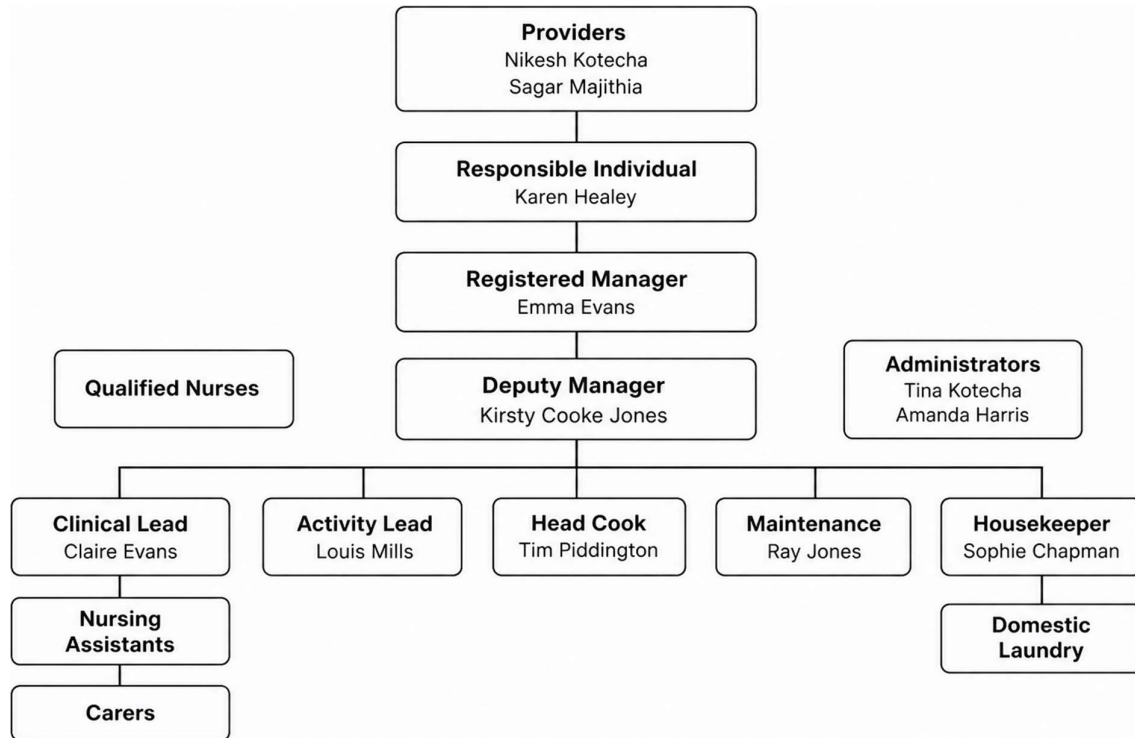 Providers
Nikesh Kotecha
Sagar Majithia
Responsible Individual
Karen Healey
Registered Manager
Emma Evans
Qualified Nurses
Deputy Manager
Kirsty Cooke Jones
Administrators
Tina Kotecha
Amanda Harris
Clinical Lead
Claire Evans
Activity Lead
Louis Mills
Head Cook
Tim Piddington
Maintenance
Ray Jones
Housekeeper
Sophie Chapman
Nursing
Assistants
Domestic
Laundry
Carers